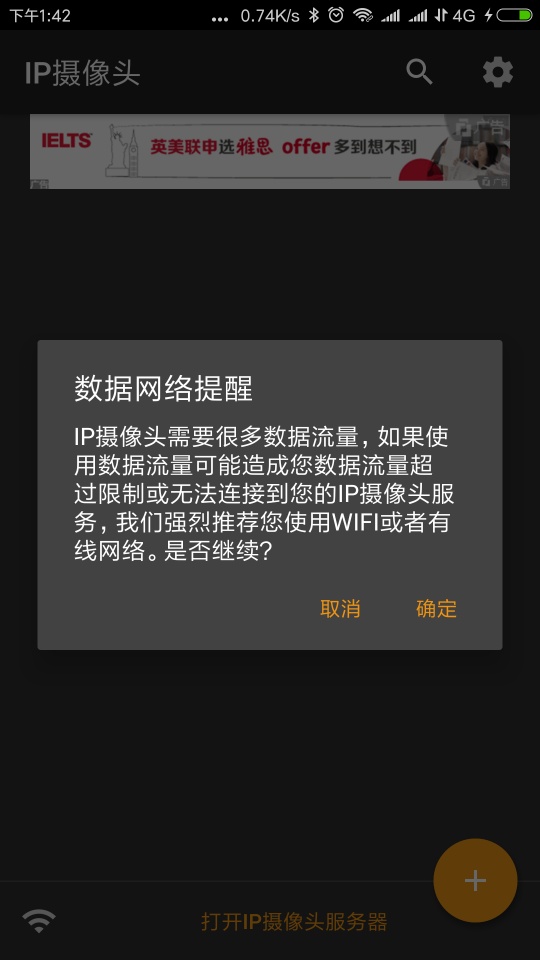 下午1:42
... 0.74K/s 4G
IP摄像头
IELTS 英美联申选雅思 offer 多到想不到
广告
广告
广告
数据网络提醒
IP摄像头需要很多数据流量，如果使
用数据流量可能造成您数据流量超
过限制或无法连接到您的IP摄像头服
务，我们强烈推荐您使用WIFI或者有
线网络。是否继续？
取消 确定
打开IP摄像头服务器